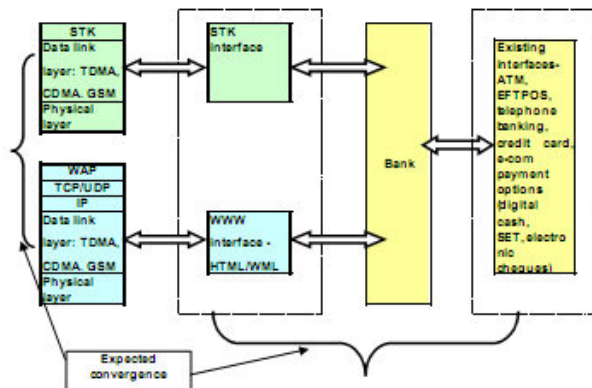 STK
Data link
layer: TDMA,
CDMA. GSM
Physical
layer
WAP
TCP/UDP
IP
Data link
layer: TDMA,
CDMA. GSM
Physical
layer
STK
interface
WWW
interface -
HTML/WML
Bank
Existing
interfaces-
ATM,
EFTPOS,
telephone
banking,
credit card,
e-com
payment
options
(digital
cash,
SET, electro
nic
cheques)
Expected
convergence